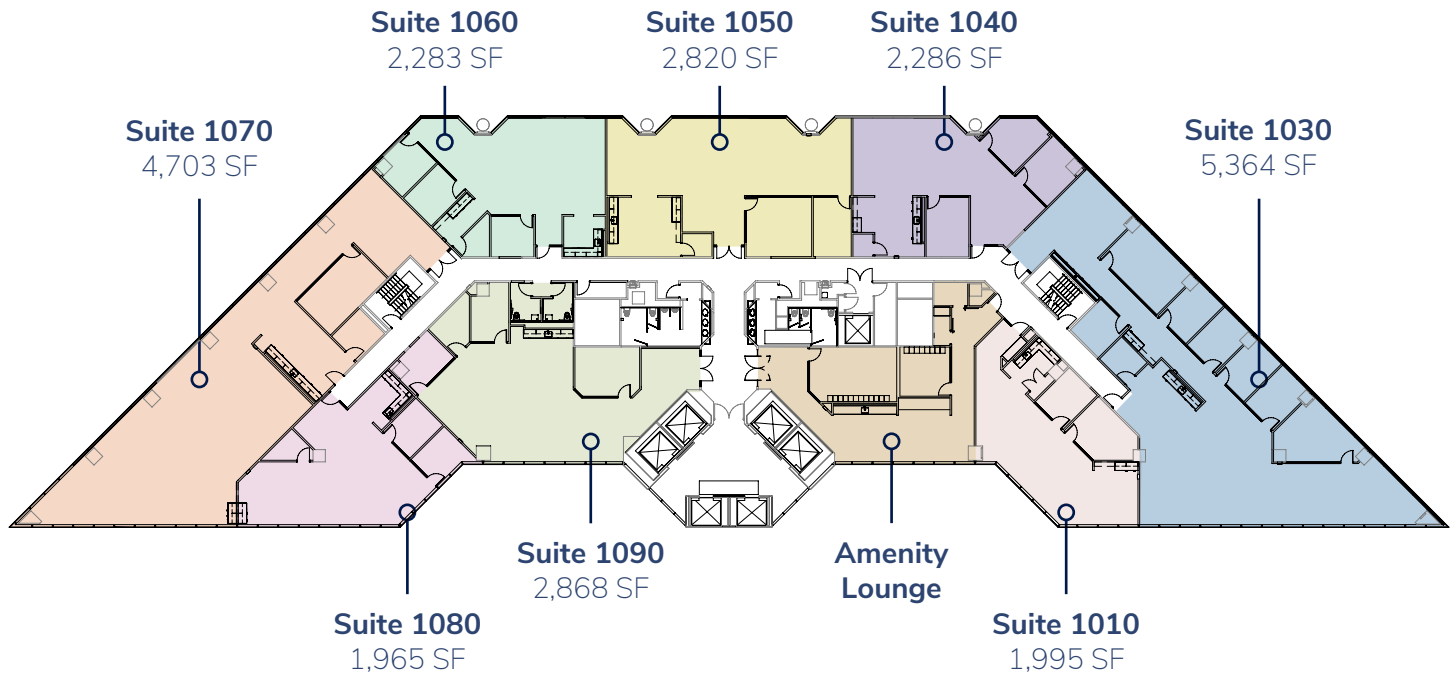 Suite 1060
2,283 SF
Suite 1050
2,820 SF
Suite 1040
2,286 SF
Suite 1070
4,703 SF
Suite 1030
5,364 SF
Suite 1090
2,868 SF
Amenity
Lounge
Suite 1080
1,965 SF
Suite 1010
1,995 SF